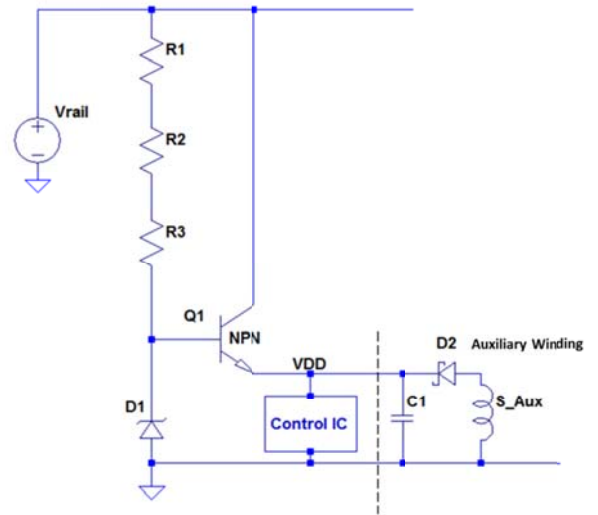 R1
Vrail
R2
R3
Q1
NPN
D2 Auxiliary Winding
VDD
D1
C1
S_Aux
Control IC